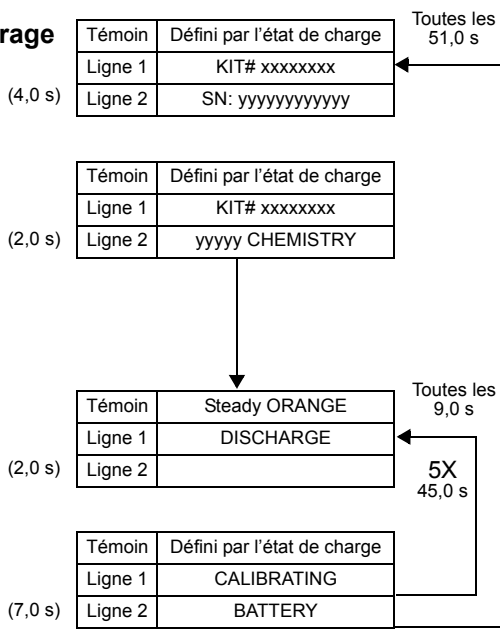 rage
Témoin Défini par l'état de charge
Toutes les
51,0 s
Ligne 1 KIT# xxxxxxxx
(4,0 s) Ligne 2 SN: yyyyyyyyyyyy
Témoin Défini par l'état de charge
Ligne 1 KIT# xxxxxxxx
(2,0 s) Ligne 2 yyyyy CHEMISTRY
Témoin Steady ORANGE
Toutes les
9,0 s
Ligne 1 DISCHARGE
(2,0 s) Ligne 2
5X
45,0 s
Témoin Défini par l'état de charge
Ligne 1 CALIBRATING
(7,0 s) Ligne 2 BATTERY